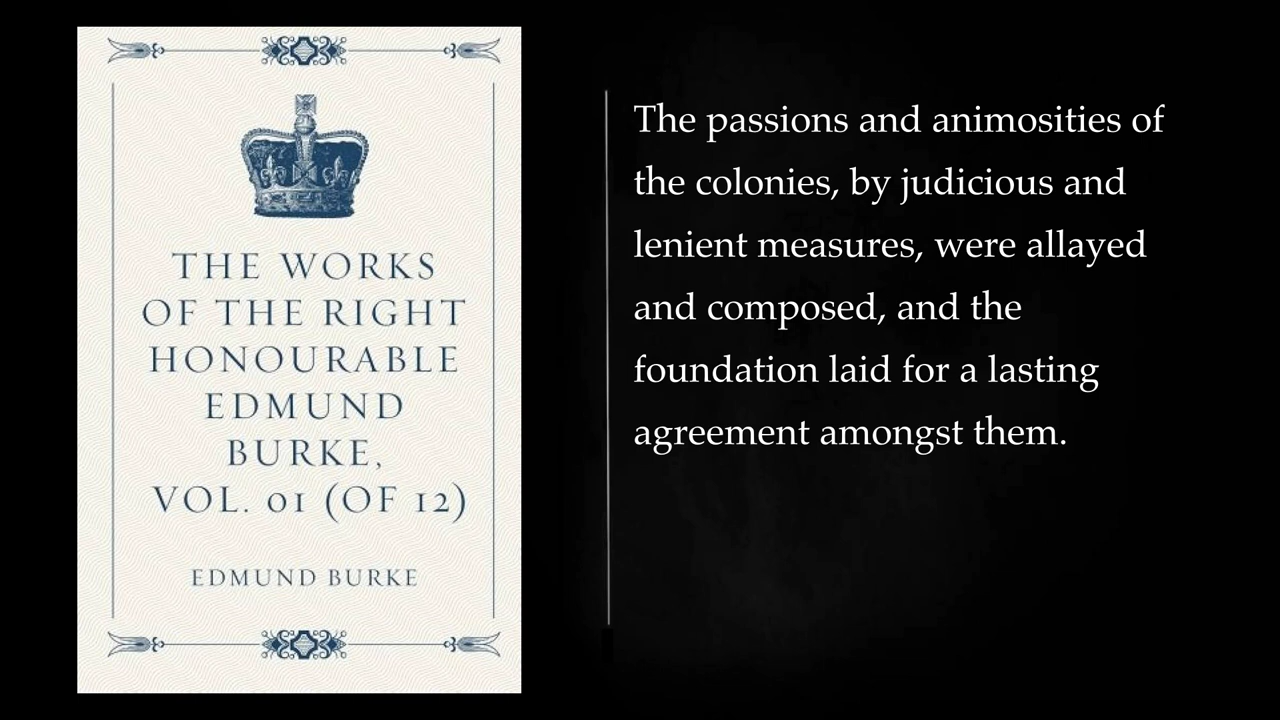 THE WORKS
OF THE RIGHT
HONOURABLE
EDMUND
BURKE,
VOL. 01 (OF 12)
EDMUND BURKE
The passions and animosities of
the colonies, by judicious and
lenient measures, were allayed
and composed, and the
foundation laid for a lasting
agreement amongst them.